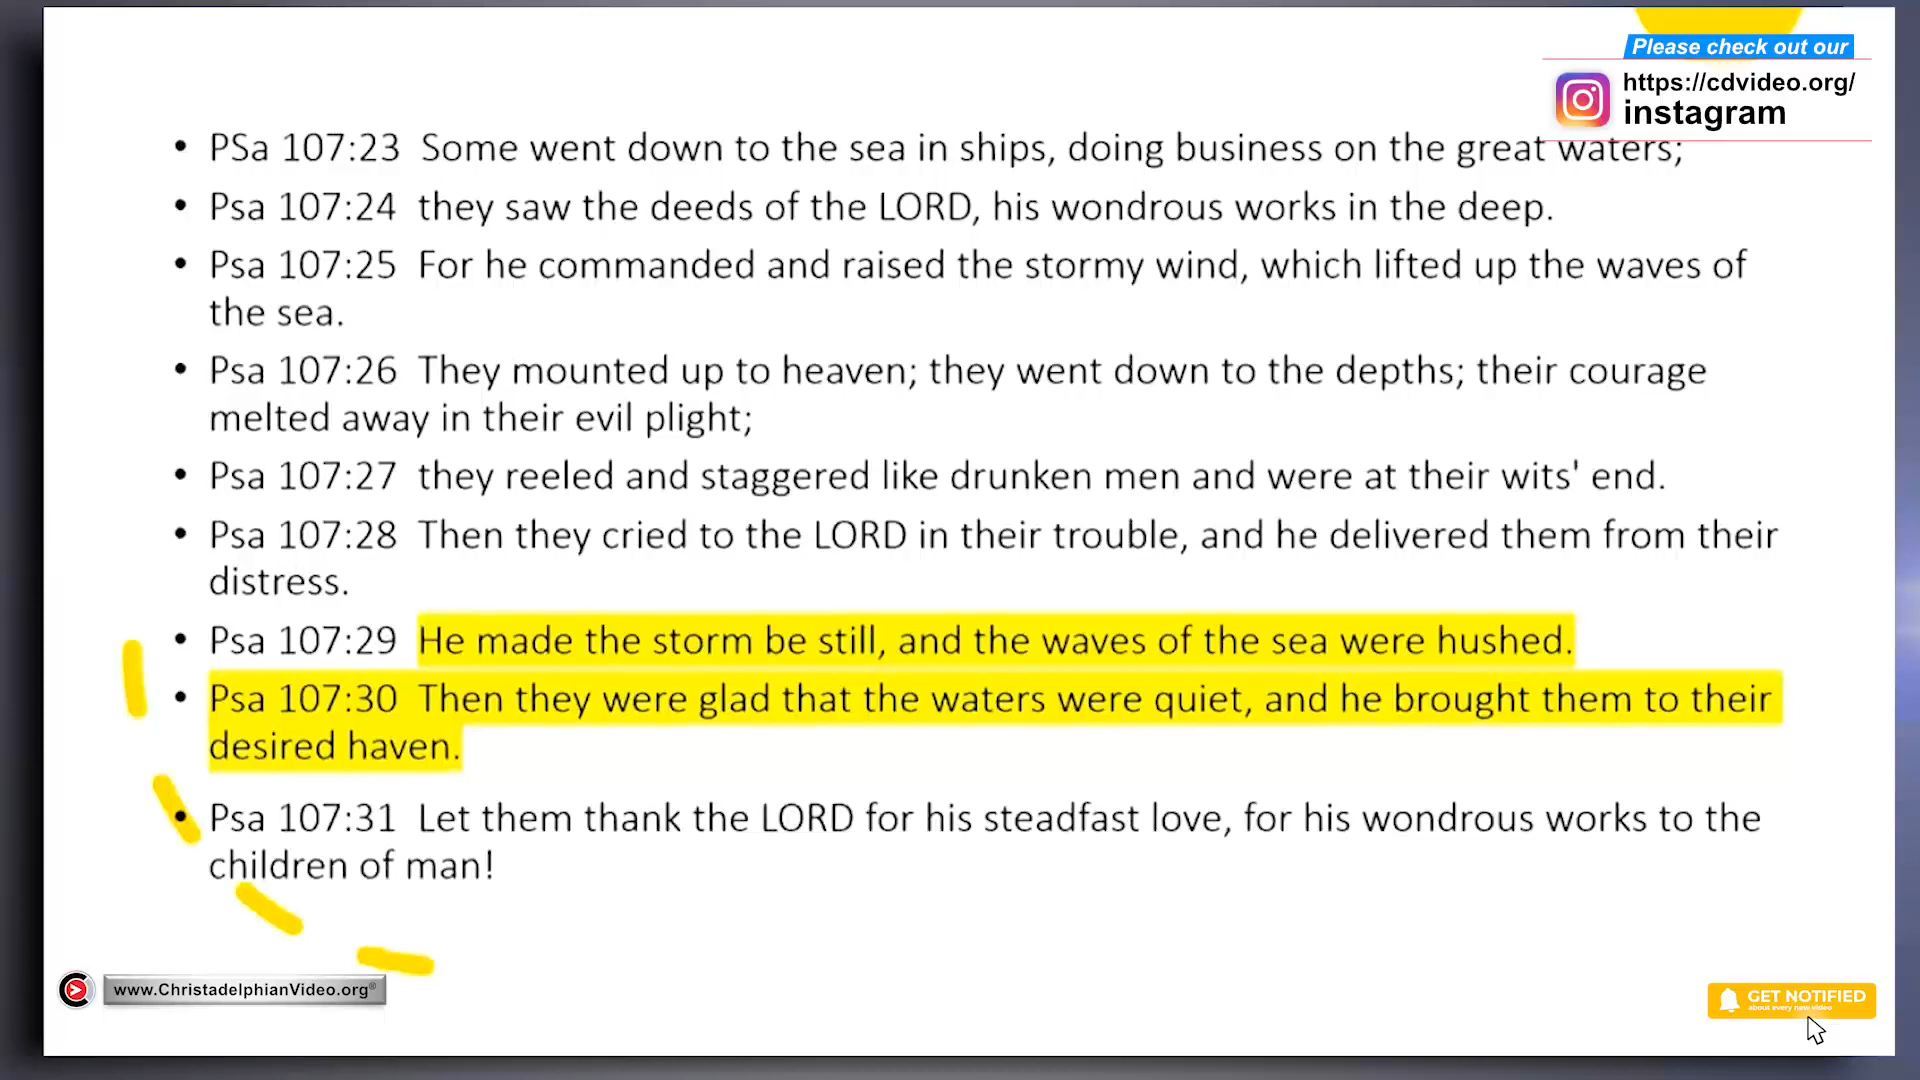 Please check out our
https://cdvideo.org/
instagram
• PSa 107:23 Some went down to the sea in ships, doing business on the great waters;
• Psa 107:24 they saw the deeds of the LORD, his wondrous works in the deep.
• Psa 107:25 For he commanded and raised the stormy wind, which lifted up the waves of
the sea.
• Psa 107:26 They mounted up to heaven; they went down to the depths; their courage
melted away in their evil plight;
• Psa 107:27 they reeled and staggered like drunken men and were at their wits' end.
• Psa 107:28 Then they cried to the LORD in their trouble, and he delivered them from their
distress.
• Psa 107:29 He made the storm be still, and the waves of the sea were hushed.
• Psa 107:30 Then they were glad that the waters were quiet, and he brought them to their
desired haven.
• Psa 107:31 Let them thank the LORD for his steadfast love, for his wondrous works to the
children of man!
www.ChristadelphianVideo.org®
GET NOTIFIED
about every new video